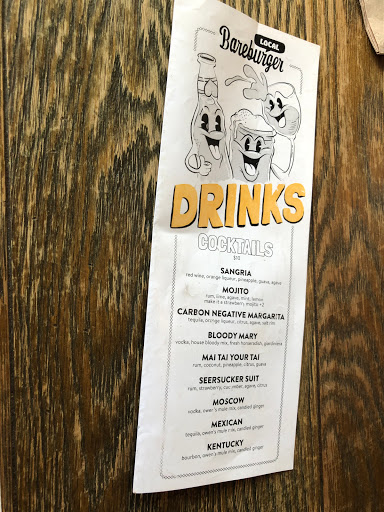 LOCAL
Bareburger
DRINKS
COCKTAILS
$13
SANGRIA
red wine, orange liqueur, pineapple, guava, agave
MOJITO
rum, lime, agave, mint, lemon
make it a strawberry mojito +2
CARBON NEGATIVE MARGARITA
tequila, orange liqueur, citrus, agave, salt rim
BLOODY MARY
vodka, house bloody mix, fresh horseradish, giardiniera
MAI TAI YOUR TAI
rum, coconut, pineapple, citrus, guava
SEERSUCKER SUIT
rum, strawberry, cucumber, agave, citrus
MOSCOW
vodka, owen's mule mix, candied ginger
MEXICAN
tequila, owen's mule mix, candied ginger
KENTUCKY
bourbon, owen's mule mix, candied ginger